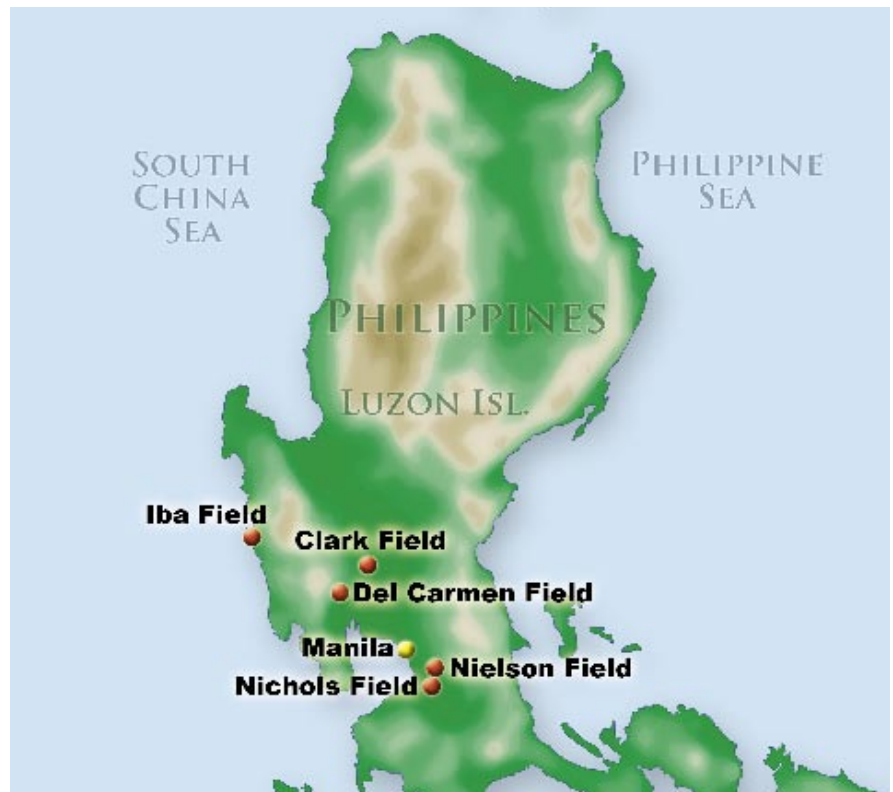 SOUTH
CHINA
SEA
PHILIPPINE
SEA
PHILIPPINES
LUZON ISL.
Iba Field
Clark Field
Del Carmen Field
Manila
Nielson Field
Nichols Field